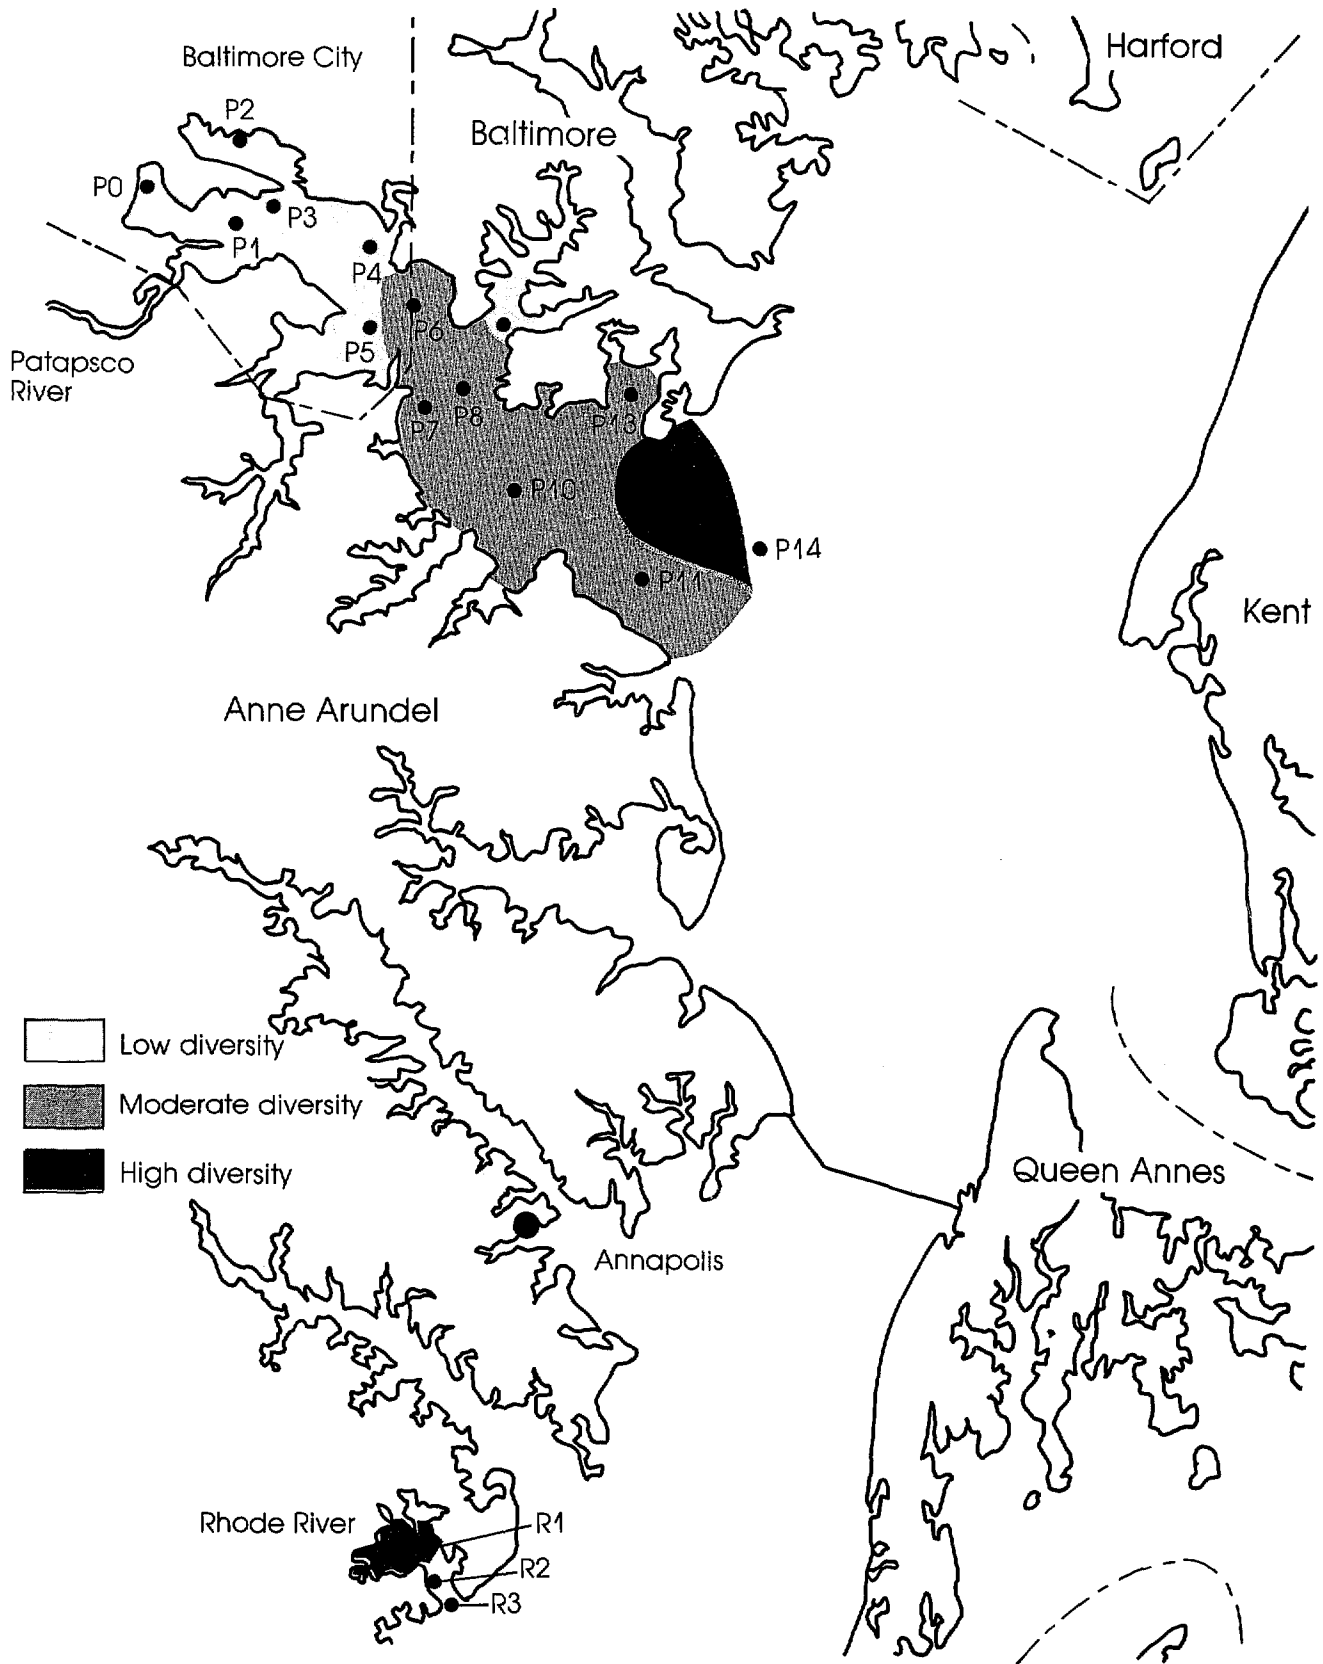 Baltimore City
Harford
P2
Baltimore
P0
P3
P1
P4
P6
P5
Patapsco
River
P8
P7
P13
P10
P14
P11
Kent
Anne Arundel
Low diversity
Moderate diversity
High diversity
Queen Annes
Annapolis
Rhode River
R1
R2
R3